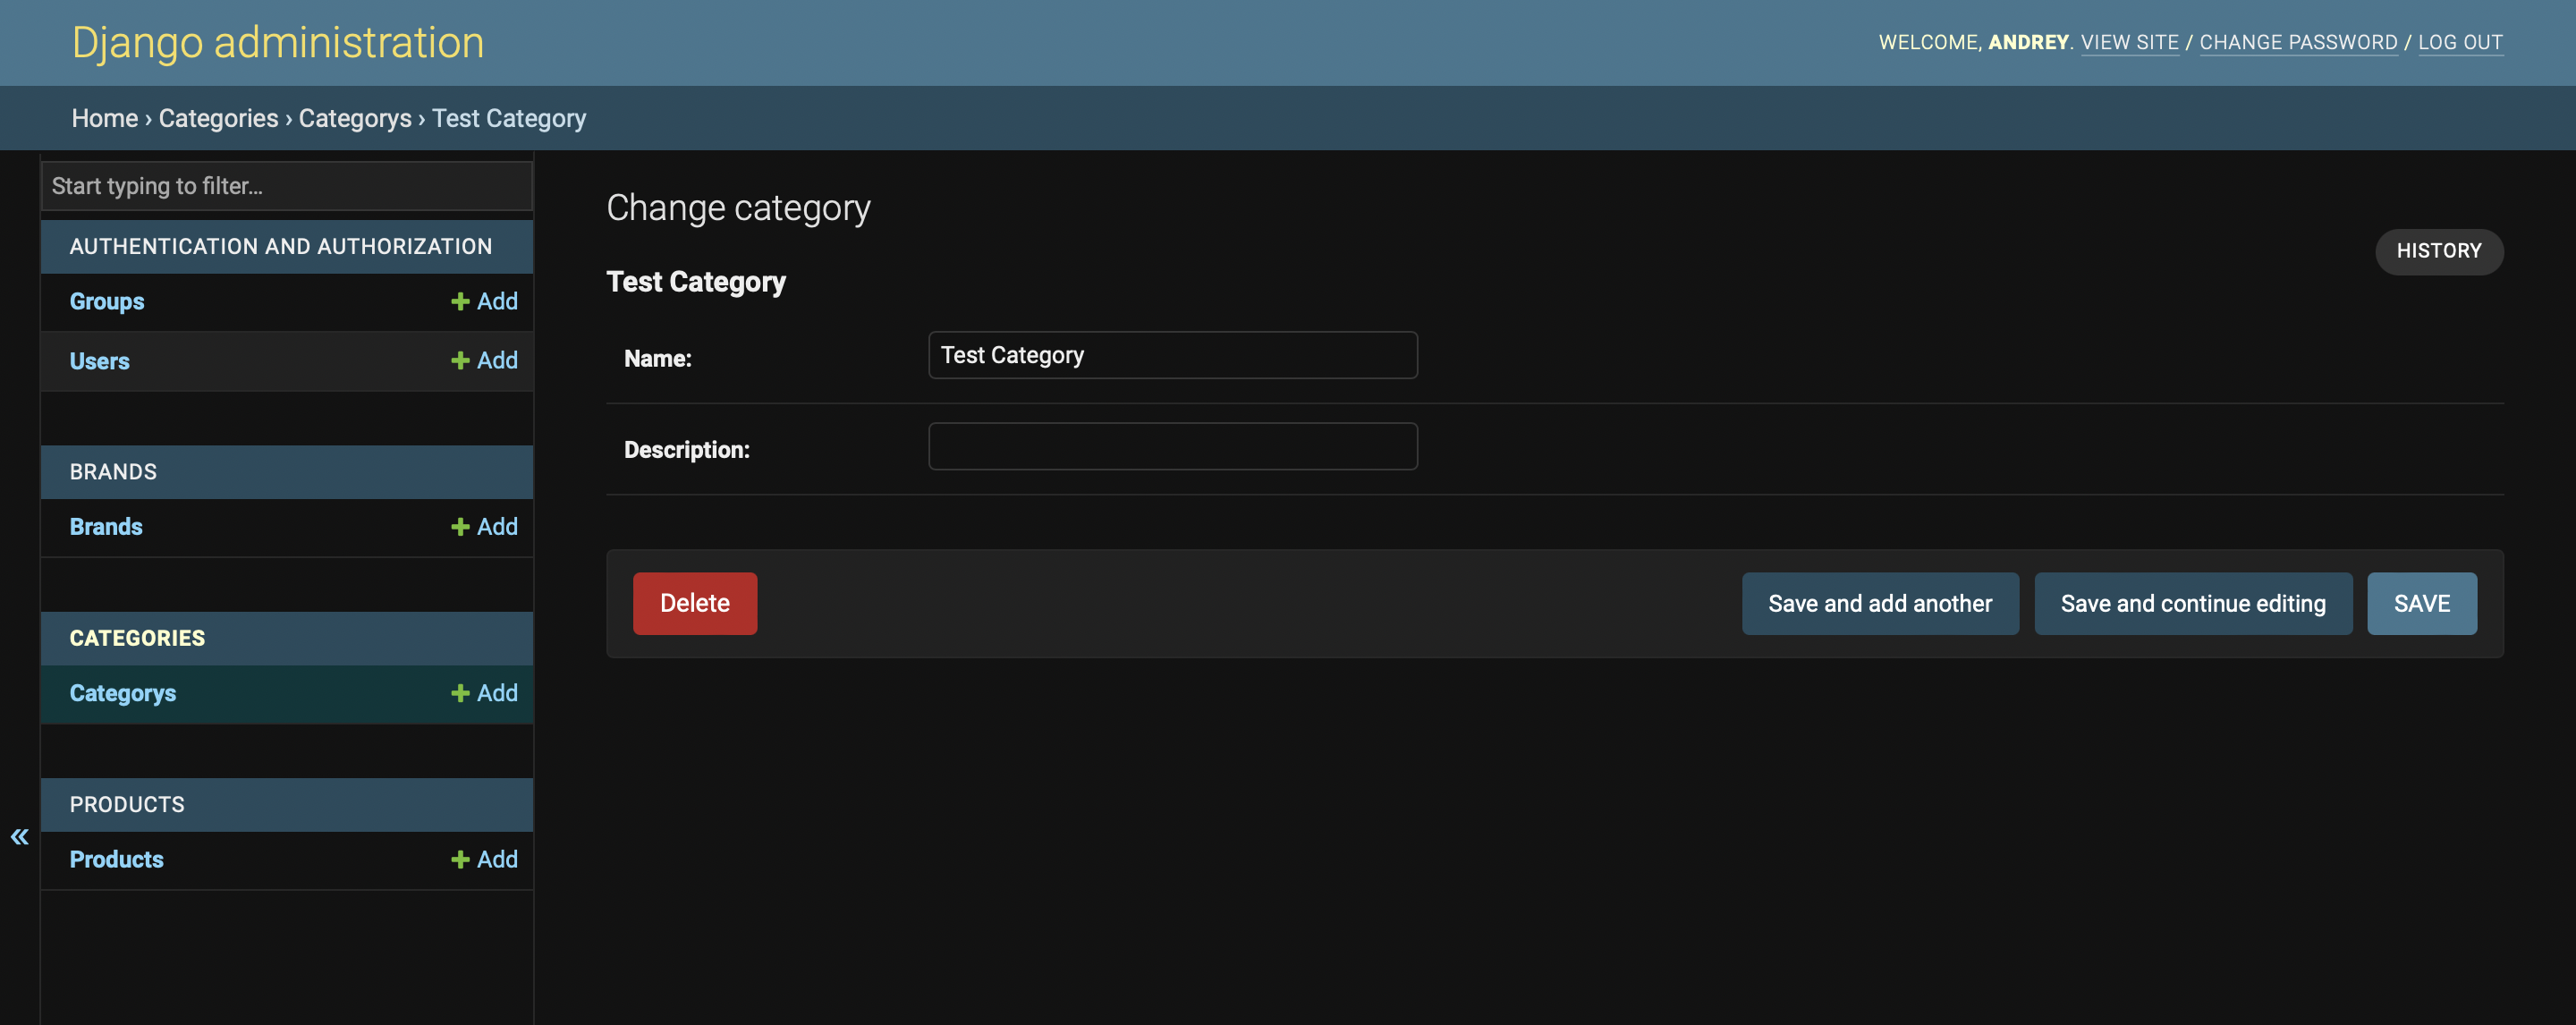 Django administration
WELCOME, ANDREY. VIEW SITE / CHANGE PASSWORD / LOG OUT
Home › Categories › Categorys › Test Category
Start typing to filter...
AUTHENTICATION AND AUTHORIZATION
Groups + Add
Users + Add
BRANDS
Brands + Add
CATEGORIES
Categorys + Add
PRODUCTS
Products + Add
«
Change category
HISTORY
Test Category
Name: Test Category
Description:
Delete Save and add another Save and continue editing SAVE